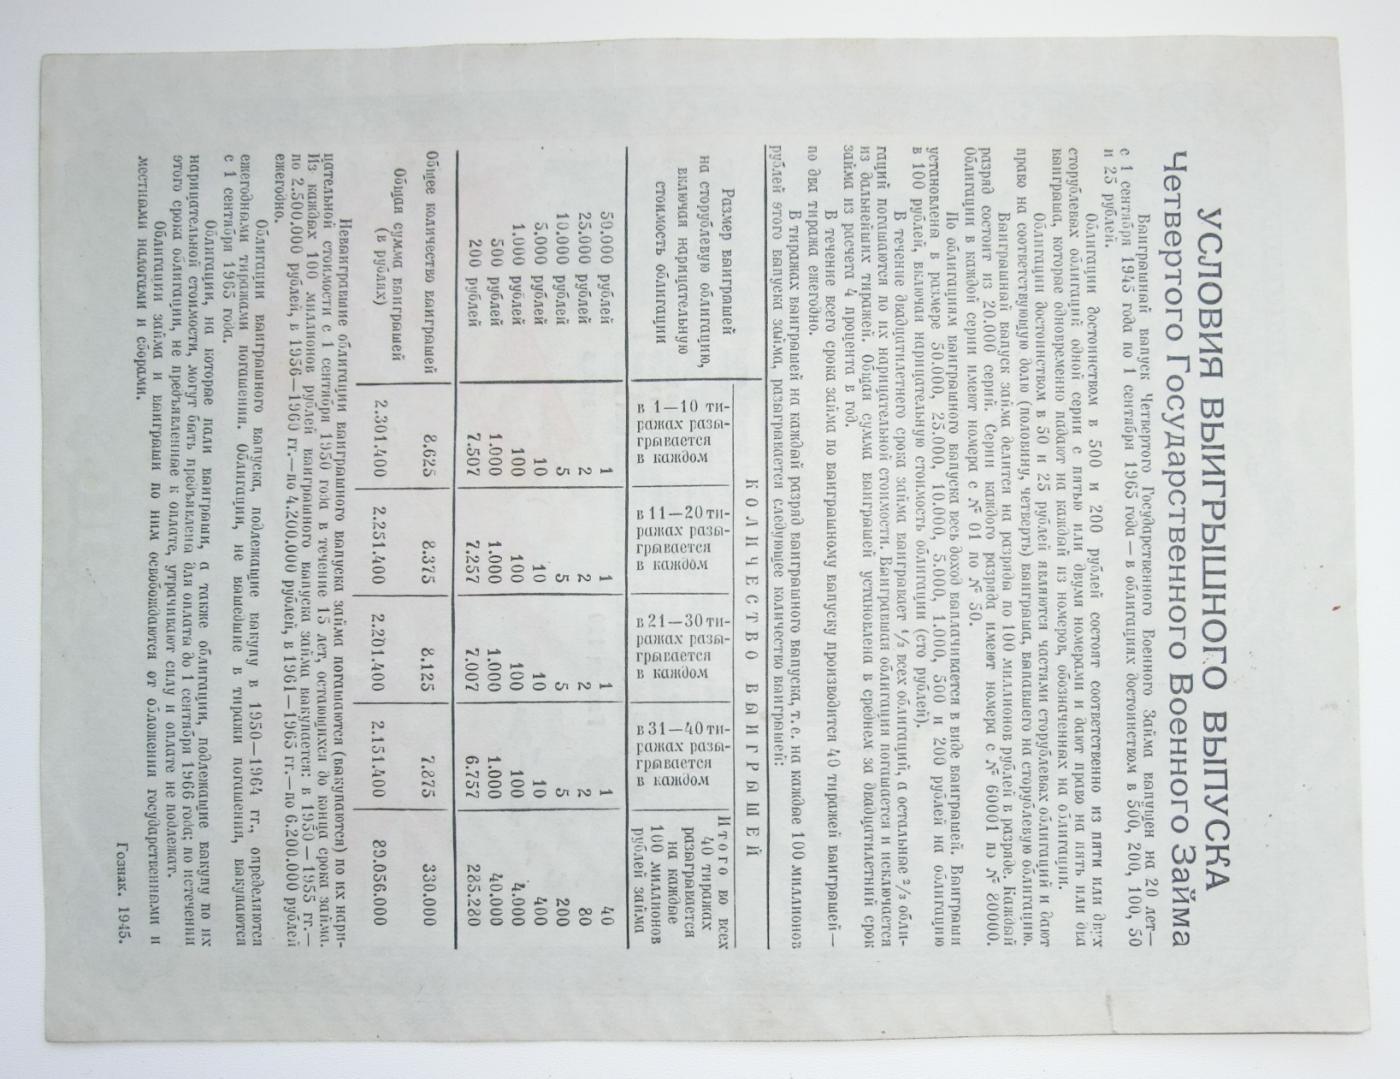 УСЛОВИЯ ВЫИГРЫШНОГО ВЫПУСКА
Четвертого Государственного Военного Займа
Выигрышный выпуск Четвертого Государственного Военного Займа выпущен на 20 лет—
с 1 сентября 1945 года по 1 сентября 1965 года — в облигациях достоинством в 500, 200, 100, 50
и 25 рублей.
Облигации достоинством в 500 и 200 рублей состоят соответственно из пяти или двух
сторублевых облигаций одной серии с пятью или двумя номерами и дают право на пять или два
выигрыша, которые одновременно падают на каждый из номеров, обозначенных на облигации.
Облигации достоинством в 50 и 25 рублей являются частями сторублевых облигаций и дают
право на соответствующую долю (половину, четверть) выигрыша, выпавшего на сторублевую облигацию.
Выигрышный выпуск займа делится на разряды по 100 миллионов рублей в разряде. Каждый
разряд состоит из 20.000 серий. Серии каждого разряда имеют номера с № 60001 по № 80000.
Облигации в каждой серии имеют номера с № 01 по № 50.
По облигациям выигрышного выпуска весь доход выплачивается в виде выигрышей. Выигрыши
установлены в размере 50.000, 25.000, 10.000, 5.000, 1.000, 500 и 200 рублей на облигацию
в 100 рублей, включая нарицательную стоимость облигации (сто рублей).
В течение двадцатилетнего срока займа выигрывает ¹/₃ всех облигаций, а остальные ²/₃ обли-
гаций погашаются по их нарицательной стоимости. Выигравшая облигация погашается и исключается
из дальнейших тиражей. Общая сумма выигрышей установлена в среднем за двадцатилетний срок
займа из расчета 4 процента в год.
В течение всего срока займа по выигрышному выпуску производится 40 тиражей выигрышей —
по два тиража ежегодно.
В тиражах выигрышей на каждый разряд выигрышного выпуска, т. е. на каждые 100 миллионов
рублей этого выпуска займа, разыгрывается следующее количество выигрышей:
КОЛИЧЕСТВО ВЫИГРЫШЕЙ
Размер выигрышей
на сторублевую облигацию,
включая нарицательную
стоимость облигации
в 1—10 ти-
ражах разы-
грывается
в каждом
в 11—20 ти-
ражах разы-
грывается
в каждом
в 21—30 ти-
ражах разы-
грывается
в каждом
в 31—40 ти-
ражах разы-
грывается
в каждом
Итого во всех
40 тиражах
разыгрывается
на каждые
100 миллионов
рублей займа
50.000 рублей 1 1 1 1 40
25.000 рублей 2 2 2 2 80
10.000 рублей 5 5 5 5 200
5.000 рублей 10 10 10 10 400
1.000 рублей 100 100 100 100 4.000
500 рублей 1.000 1.000 1.000 1.000 40.000
200 рублей 7.507 7.257 7.007 6.757 285.280
Общее количество выигрышей 8.625 8.375 8.125 7.875 330.000
Общая сумма выигрышей
(в рублях) 2.301.400 2.251.400 2.201.400 2.151.400 89.056.000
Невыигравшие облигации выигрышного выпуска займа погашаются (выкупаются) по их нари-
цательной стоимости с 1 сентября 1950 года в течение 15 лет, остающихся до конца срока займа.
Из каждых 100 миллионов рублей выигрышного выпуска займа выкупается: в 1950—1955 гг.—
по 2.500.000 рублей, в 1956—1960 гг.—по 4.200.000 рублей, в 1961—1965 гг.—по 6.200.000 рублей
ежегодно.
Облигации выигрышного выпуска, подлежащие выкупу в 1950—1964 гг., определяются
ежегодными тиражами погашения. Облигации, не вышедшие в тиражи погашения, выкупаются
с 1 сентября 1965 года.
Облигации, на которые пали выигрыши, а также облигации, подлежащие выкупу по их
нарицательной стоимости, могут быть предъявлены для оплаты до 1 сентября 1966 года; по истечении
этого срока облигации, не предъявленные к оплате, утрачивают силу и оплате не подлежат.
Облигации займа и выигрыши по ним освобождаются от обложения государственными и
местными налогами и сборами.
Гознак. 1945.